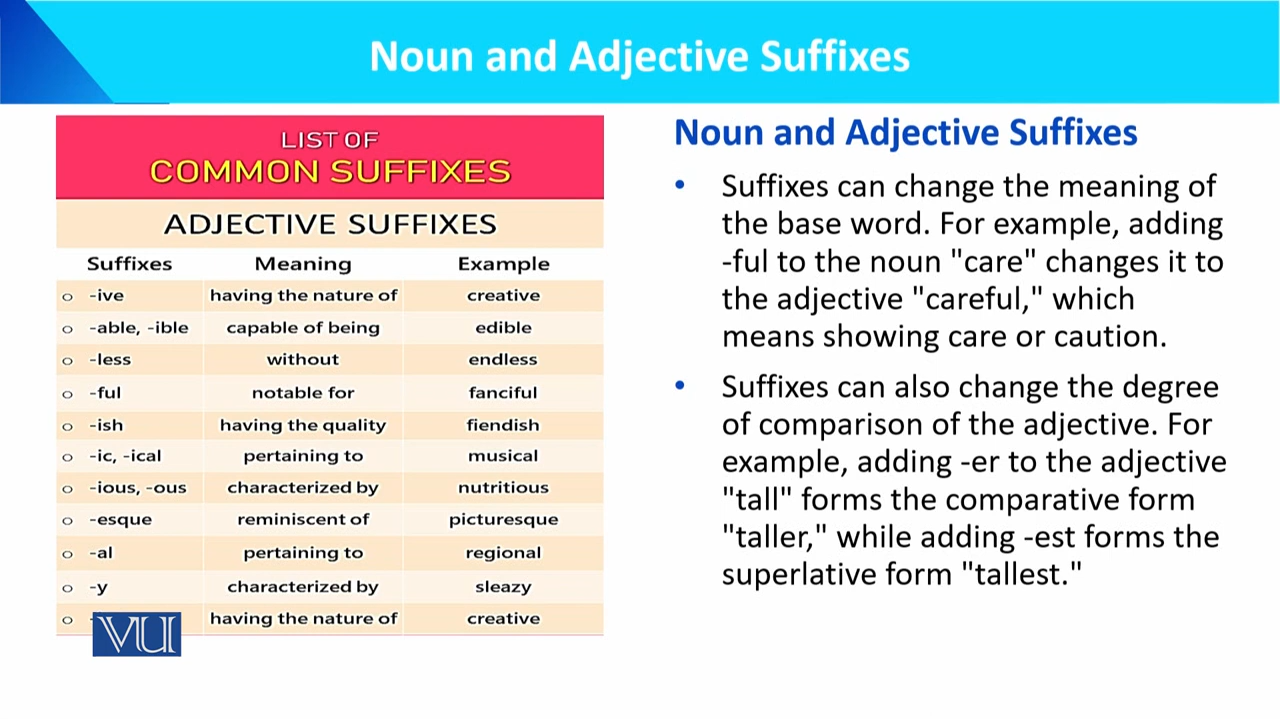 Noun and Adjective Suffixes
LIST OF
COMMON SUFFIXES
ADJECTIVE SUFFIXES
Suffixes Meaning Example
o -ive having the nature of creative
o -able, -ible capable of being edible
o -less without endless
o -ful notable for fanciful
o -ish having the quality fiendish
o -ic, -ical pertaining to musical
o -ious, -ous characterized by nutritious
o -esque reminiscent of picturesque
o -al pertaining to regional
o -y characterized by sleazy
o - having the nature of creative
VU
Noun and Adjective Suffixes
• Suffixes can change the meaning of
the base word. For example, adding
-ful to the noun "care" changes it to
the adjective "careful," which
means showing care or caution.
• Suffixes can also change the degree
of comparison of the adjective. For
example, adding -er to the adjective
"tall" forms the comparative form
"taller," while adding -est forms the
superlative form "tallest."